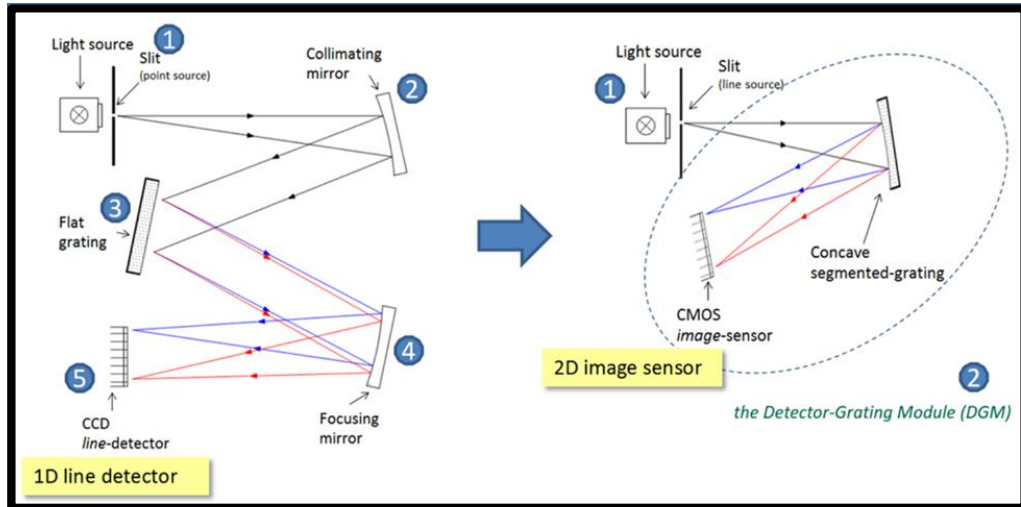 Light source
1
Slit
(point source)
Collimating
mirror
2
3
Flat
grating
4
5
CCD
line-detector
Focusing
mirror
1D line detector
Light source
1
Slit
(line source)
Concave
segmented-grating
CMOS
image-sensor
2D image sensor
2
the Detector-Grating Module (DGM)